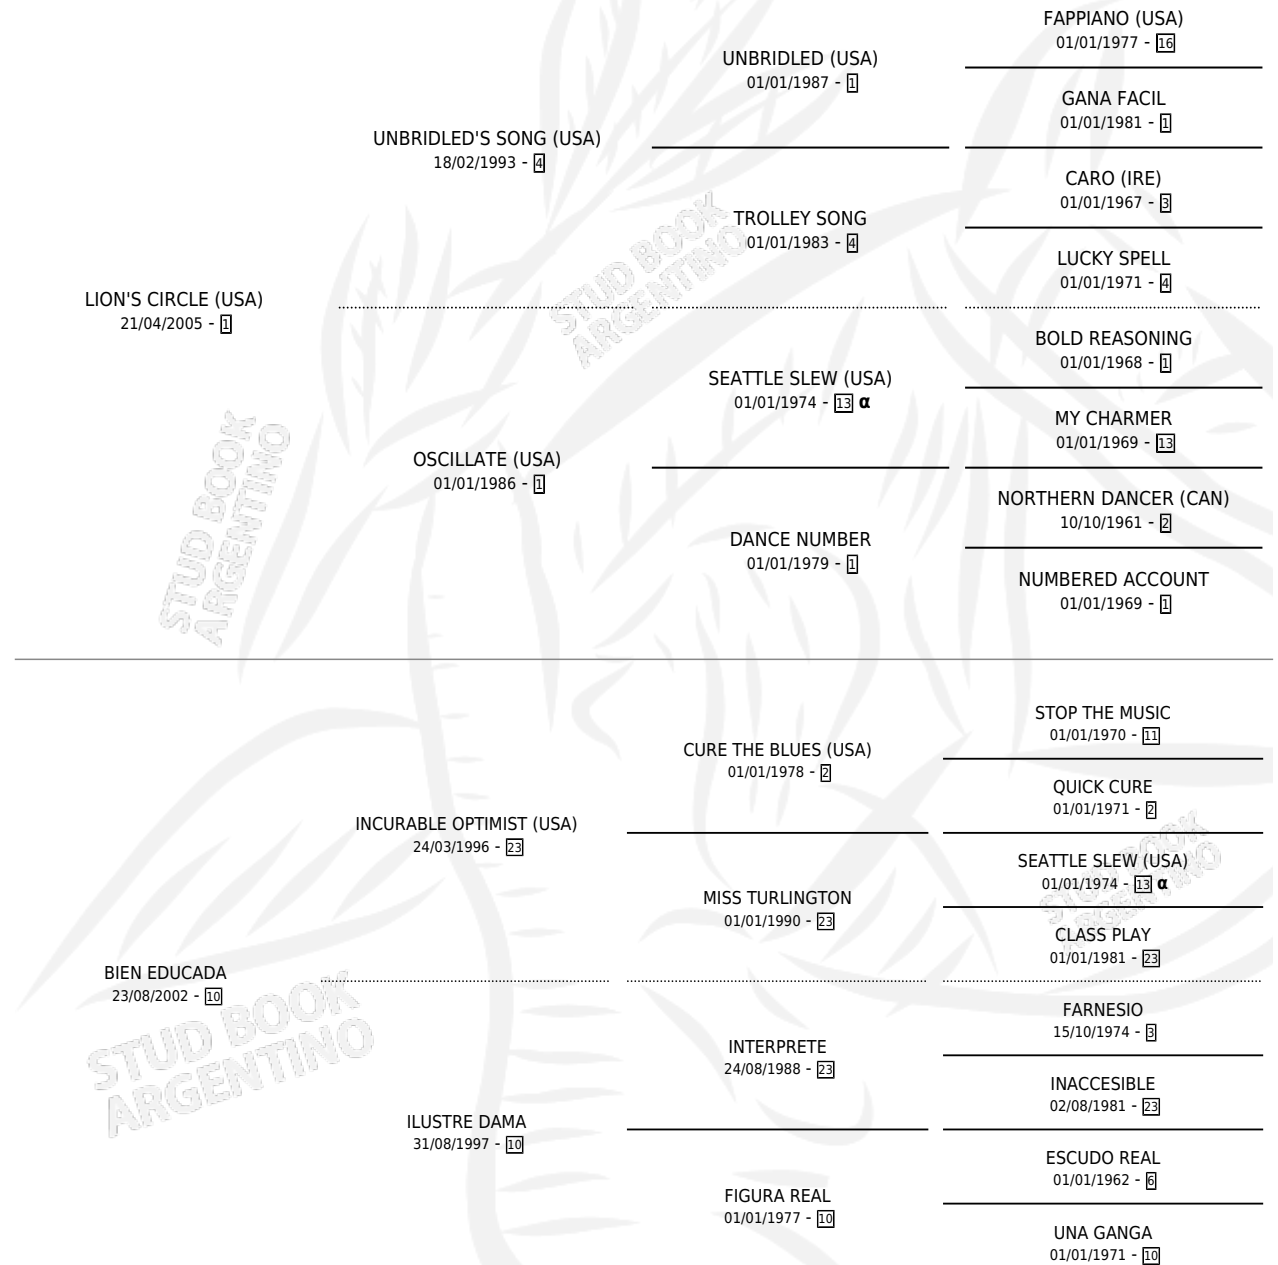 FAPPIANO (USA)
01/01/1977 - 16
UNBRIDLED (USA)
01/01/1987 - 1
GANA FACIL
01/01/1981 - 1
UNBRIDLED'S SONG (USA)
18/02/1993 - 4
CARO (IRE)
01/01/1967 - 3
TROLLEY SONG
01/01/1983 - 4
LUCKY SPELL
01/01/1971 - 4
LION'S CIRCLE (USA)
21/04/2005 - 1
BOLD REASONING
01/01/1968 - 1
SEATTLE SLEW (USA)
01/01/1974 - 13 α
MY CHARMER
01/01/1969 - 13
OSCILLATE (USA)
01/01/1986 - 1
NORTHERN DANCER (CAN)
10/10/1961 - 2
DANCE NUMBER
01/01/1979 - 1
NUMBERED ACCOUNT
01/01/1969 - 1
STUD BOOK
ARGENTINO
STUD BOOK
ARGENTINO
STOP THE MUSIC
01/01/1970 - 11
CURE THE BLUES (USA)
01/01/1978 - 2
QUICK CURE
01/01/1971 - 2
INCURABLE OPTIMIST (USA)
24/03/1996 - 23
SEATTLE SLEW (USA)
01/01/1974 - 13 α
MISS TURLINGTON
01/01/1990 - 23
CLASS PLAY
01/01/1981 - 23
BIEN EDUCADA
23/08/2002 - 10
FARNESIO
15/10/1974 - 3
INTERPRETE
24/08/1988 - 23
INACCESIBLE
02/08/1981 - 23
ILUSTRE DAMA
31/08/1997 - 10
ESCUDO REAL
01/01/1962 - 6
FIGURA REAL
01/01/1977 - 10
UNA GANGA
01/01/1971 - 10
STUD BOOK
ARGENTINO
STUD BOOK
ARGENTINO